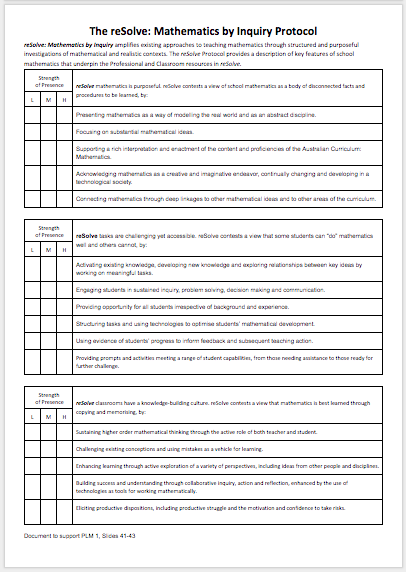 The reSolve: Mathematics by Inquiry Protocol
reSolve: Mathematics by Inquiry amplifies existing approaches to teaching mathematics through structured and purposeful
investigations of mathematical and realistic contexts. The reSolve Protocol provides a description of key features of school
mathematics that underpin the Professional and Classroom resources in reSolve.
Strength
of Presence
L M H
reSolve mathematics is purposeful. reSolve contests a view of school mathematics as a body of disconnected facts and
procedures to be learned, by:
Presenting mathematics as a way of modelling the real world and as an abstract discipline.
Focusing on substantial mathematical ideas.
Supporting a rich interpretation and enactment of the content and proficiencies of the Australian Curriculum:
Mathematics.
Acknowledging mathematics as a creative and imaginative endeavor, continually changing and developing in a
technological society.
Connecting mathematics through deep linkages to other mathematical ideas and to other areas of the curriculum.
Strength
of Presence
L M H
reSolve tasks are challenging yet accessible. reSolve contests a view that some students can "do" mathematics
well and others cannot, by:
Activating existing knowledge, developing new knowledge and exploring relationships between key ideas by
working on meaningful tasks.
Engaging students in sustained inquiry, problem solving, decision making and communication.
Providing opportunity for all students irrespective of background and experience.
Structuring tasks and using technologies to optimise students' mathematical development.
Using evidence of students' progress to inform feedback and subsequent teaching action.
Providing prompts and activities meeting a range of student capabilities, from those needing assistance to those ready for
further challenge.
Strength
of Presence
L M H
reSolve classrooms have a knowledge-building culture. reSolve contests a view that mathematics is best learned through
copying and memorising, by:
Sustaining higher order mathematical thinking through the active role of both teacher and student.
Challenging existing conceptions and using mistakes as a vehicle for learning.
Enhancing learning through active exploration of a variety of perspectives, including ideas from other people and disciplines.
Building success and understanding through collaborative inquiry, action and reflection, enhanced by the use of
technologies as tools for working mathematically.
Eliciting productive dispositions, including productive struggle and the motivation and confidence to take risks.
Document to support PLM 1, Slides 41-43